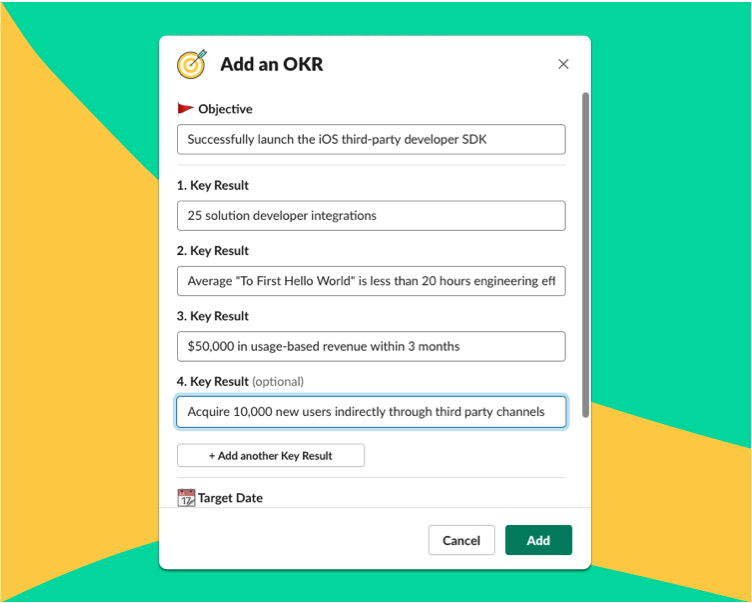 Add an OKR
Objective
Successfully launch the iOS third-party developer SDK
1. Key Result
25 solution developer integrations
2. Key Result
Average "To First Hello World" is less than 20 hours engineering eff
3. Key Result
$50,000 in usage-based revenue within 3 months
4. Key Result (optional)
Acquire 10,000 new users indirectly through third party channels
+ Add another Key Result
17 Target Date
Cancel Add